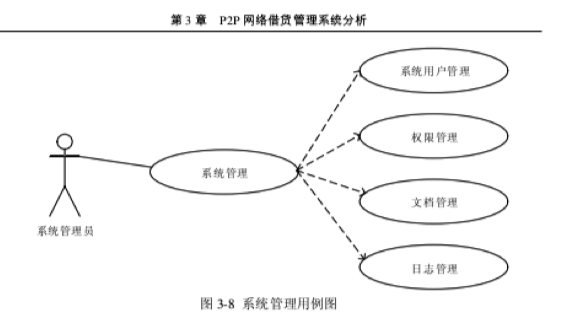 第 3 章 P2P 网络借贷管理系统分析
系统用户管理
权限管理
系统管理
文档管理
系统管理员
日志管理
图 3-8 系统管理用例图